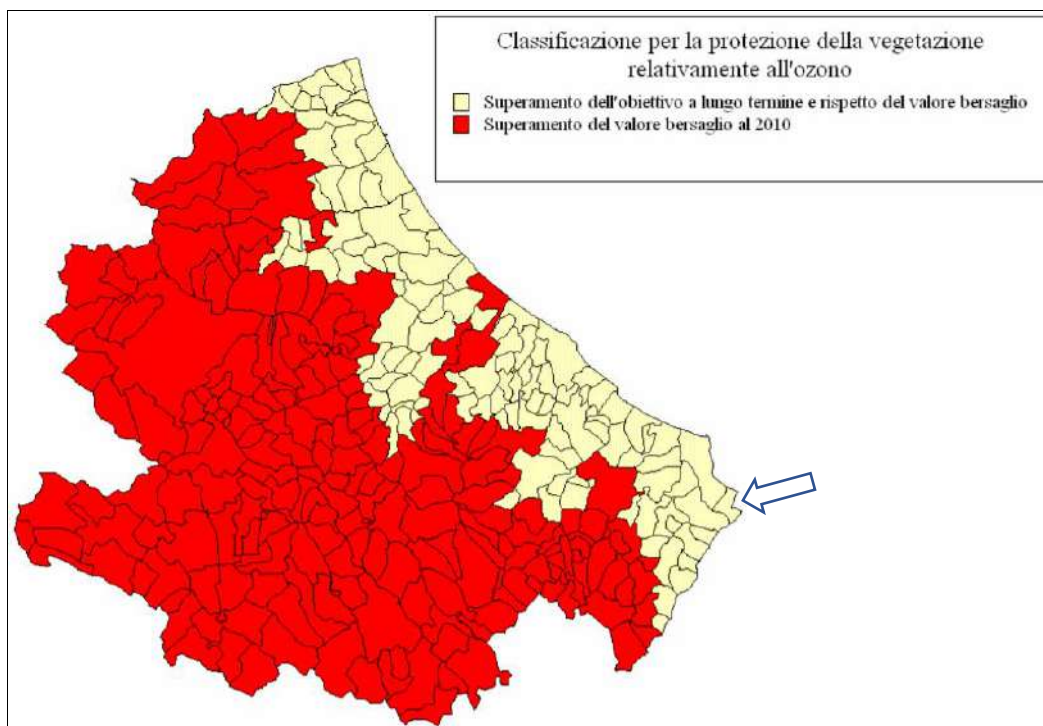 Classificazione per la protezione della vegetazione
relativamente all'ozono
Superamento dell'obiettivo a lungo termine e rispetto del valore bersaglio
Superamento del valore bersaglio al 2010